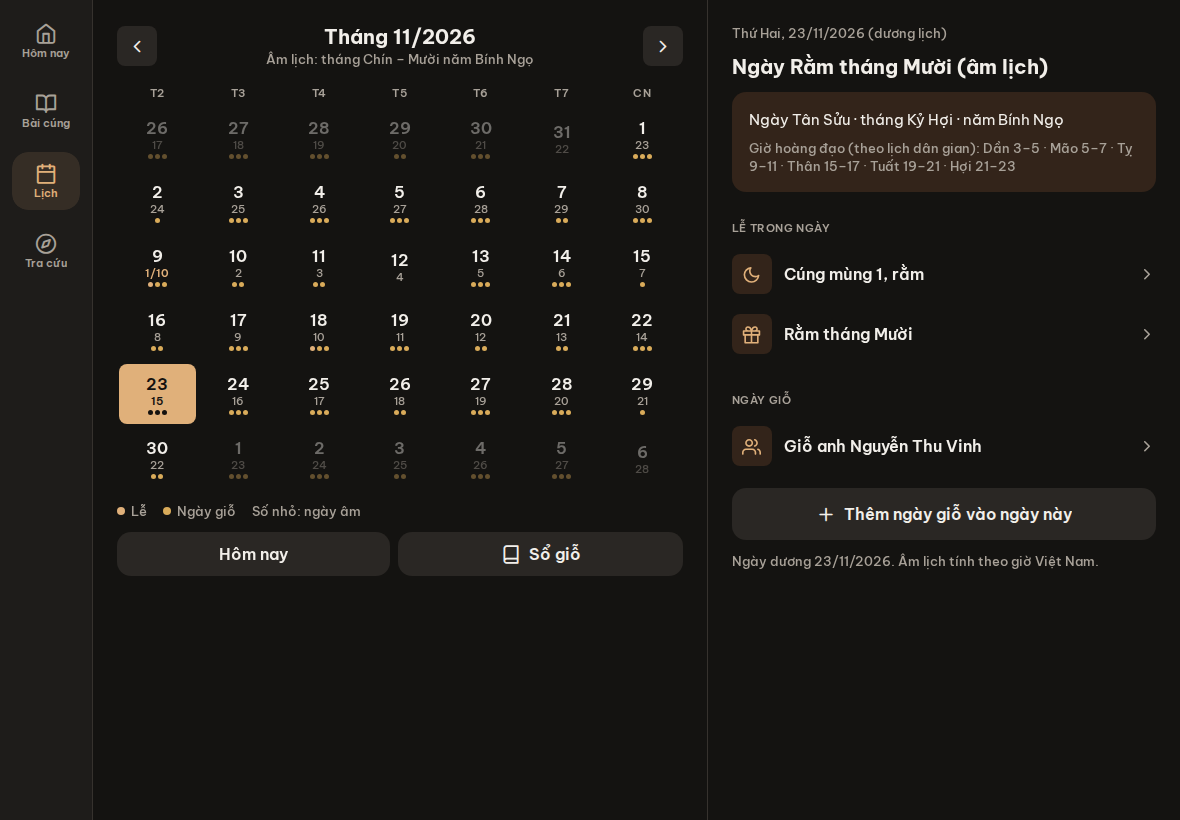 Hôm nay
Bài cúng
Lịch
Tra cứu
Tháng 11/2026
Âm lịch: tháng Chín – Mười năm Bính Ngọ
T2 T3 T4 T5 T6 T7 CN
26 27 28 29 30 31 1
17 18 19 20 21 22 23
2 3 4 5 6 7 8
24 25 26 27 28 29 30
9 10 11 12 13 14 15
1/10 2 3 4 5 6 7
16 17 18 19 20 21 22
8 9 10 11 12 13 14
23 24 25 26 27 28 29
15 16 17 18 19 20 21
30 1 2 3 4 5 6
22 23 24 25 26 27 28
Lễ Ngày giỗ Số nhỏ: ngày âm
Hôm nay Sổ giỗ
Thứ Hai, 23/11/2026 (dương lịch)
Ngày Rằm tháng Mười (âm lịch)
Ngày Tân Sửu · tháng Kỷ Hợi · năm Bính Ngọ
Giờ hoàng đạo (theo lịch dân gian): Dần 3–5 · Mão 5–7 · Tỵ
9–11 · Thân 15–17 · Tuất 19–21 · Hợi 21–23
LỄ TRONG NGÀY
Cúng mùng 1, rằm
Rằm tháng Mười
NGÀY GIỖ
Giỗ anh Nguyễn Thu Vinh
Thêm ngày giỗ vào ngày này
Ngày dương 23/11/2026. Âm lịch tính theo giờ Việt Nam.